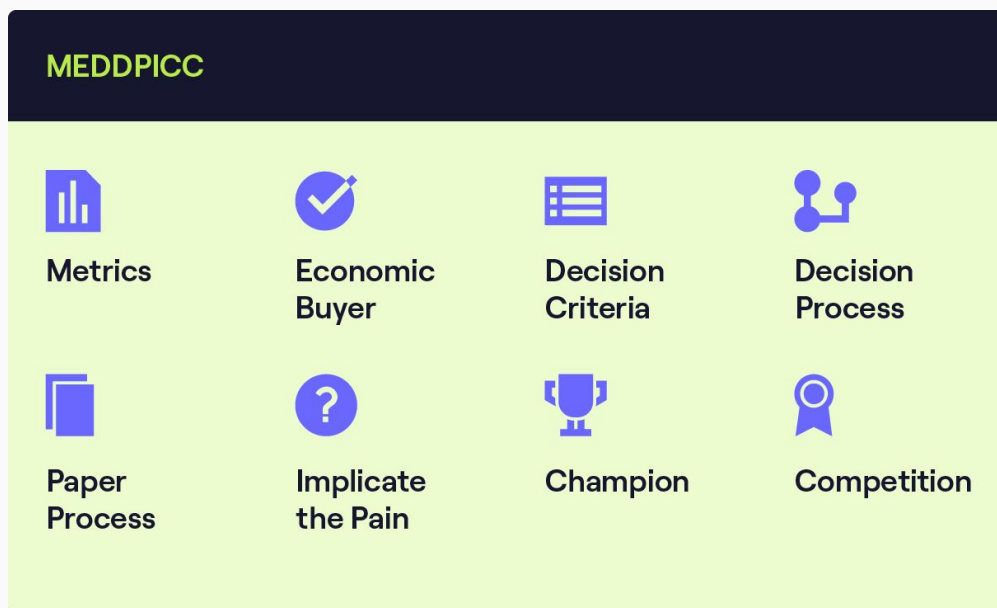 MEDDPICC
Metrics
Economic
Buyer
Decision
Criteria
Decision
Process
Paper
Process
Implicate
the Pain
Champion
Competition